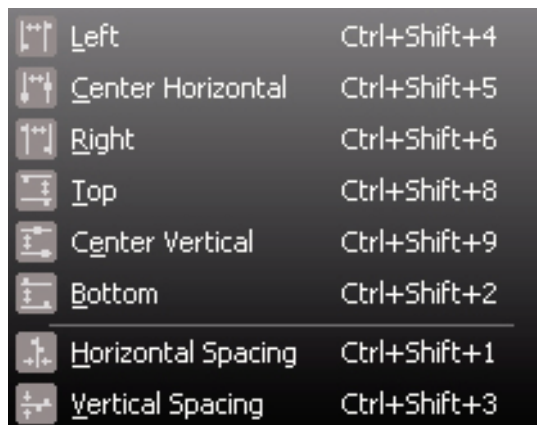 Left Ctrl+Shift+4
Center Horizontal Ctrl+Shift+5
Right Ctrl+Shift+6
Top Ctrl+Shift+8
Center Vertical Ctrl+Shift+9
Bottom Ctrl+Shift+2
Horizontal Spacing Ctrl+Shift+1
Vertical Spacing Ctrl+Shift+3